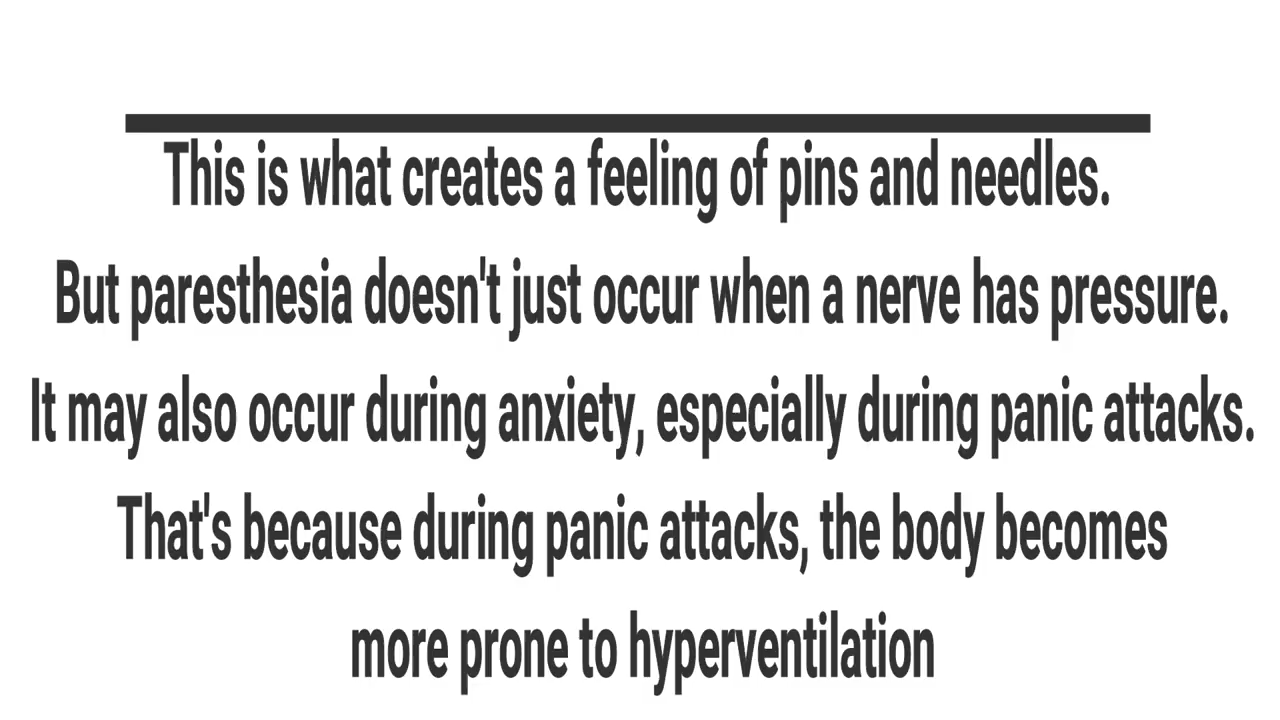 This is what creates a feeling of pins and needles.
But paresthesia doesn't just occur when a nerve has pressure.
It may also occur during anxiety, especially during panic attacks.
That's because during panic attacks, the body becomes
more prone to hyperventilation